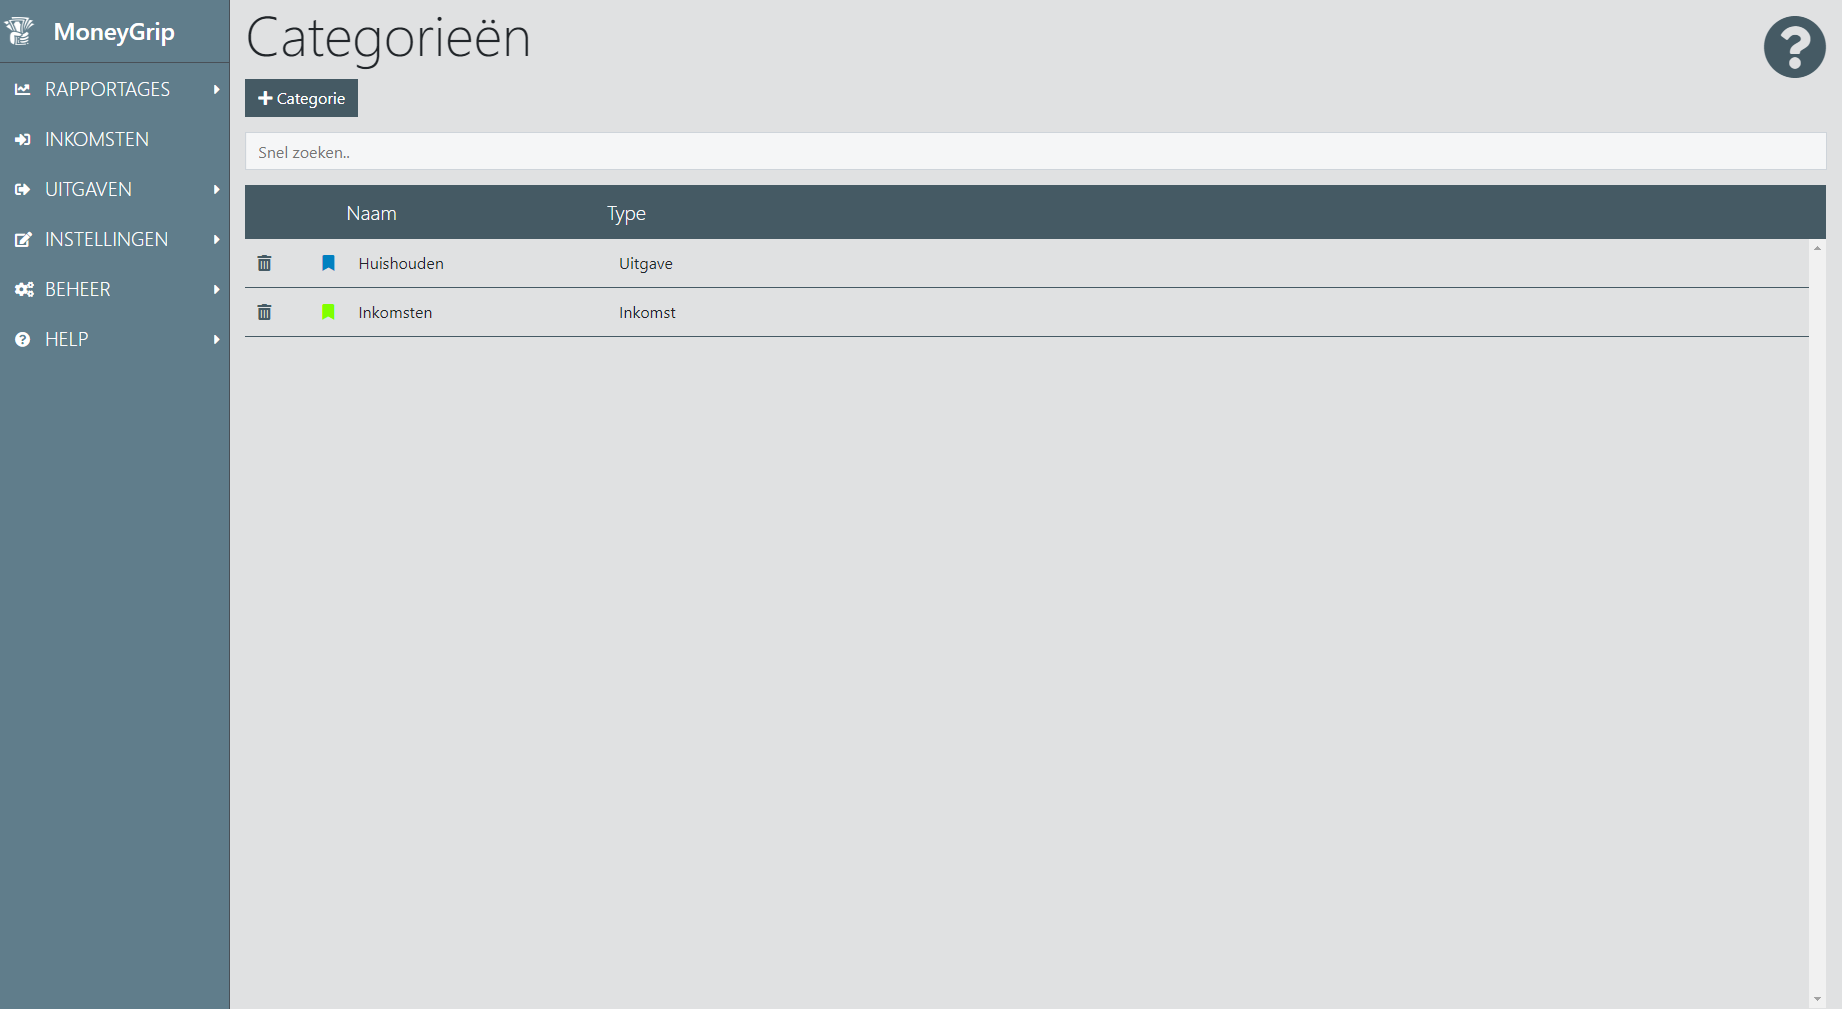 MoneyGrip
RAPPORTAGES
INKOMSTEN
UITGAVEN
INSTELLINGEN
BEHEER
HELP
Categorieën
Categorie
Snel zoeken..
Naam Type
Huishouden Uitgave
Inkomsten Inkomst